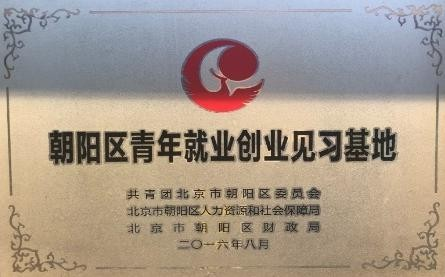 朝阳区青年就业创业见习基地
共青团北京市朝阳区委员会
北京市朝阳区人力资源和社会保障局
北京市朝阳区财政局
二〇一六年八月